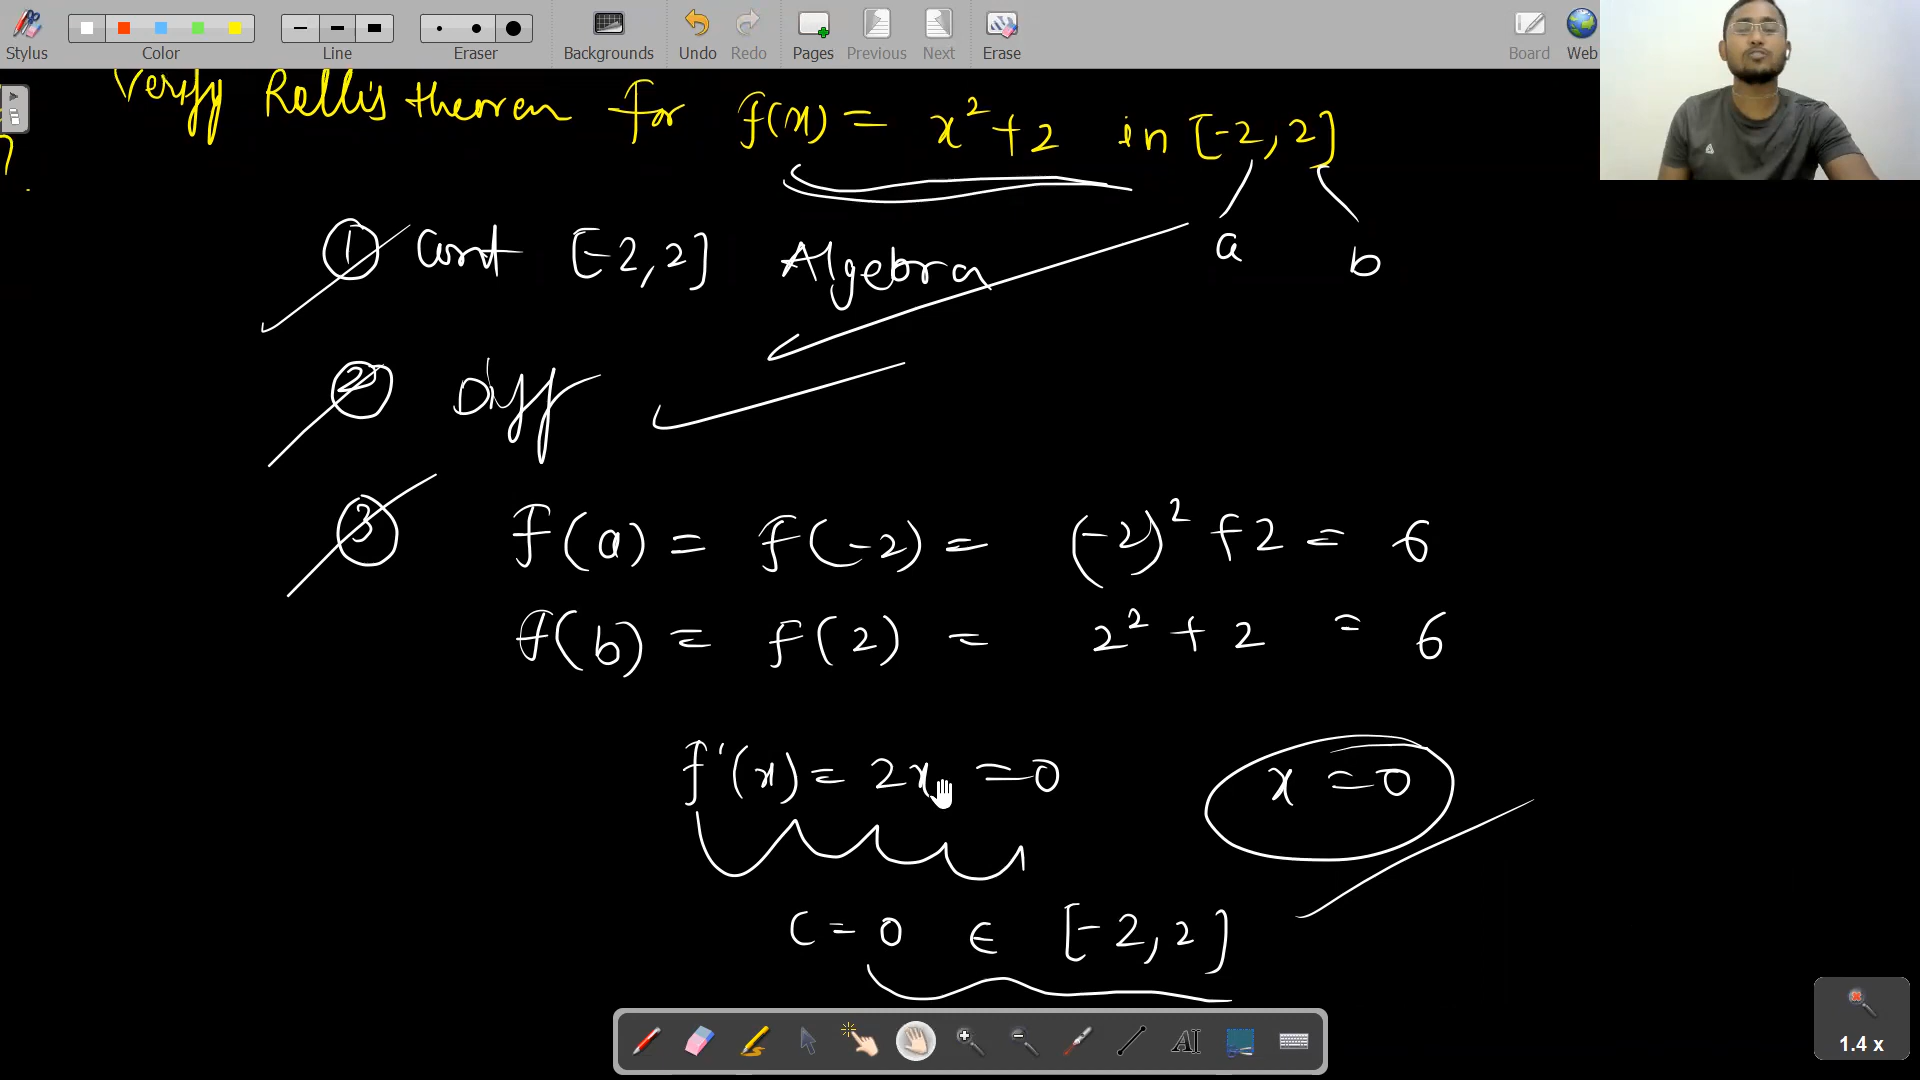 Stylus Color Line Eraser Backgrounds Undo Redo Pages Previous Next Erase Board Web
Verify Rolli's theorem for f(x) = x² + 2 in [-2, 2]
?
a b
① Cont [-2, 2] Algebra
② Diff
③ f(a) = f(-2) = (-2)² + 2 = 6
f(b) = f(2) = 2² + 2 = 6
f'(x) = 2x = 0 x = 0
C = 0 ∈ [-2, 2]
AI
1.4 x